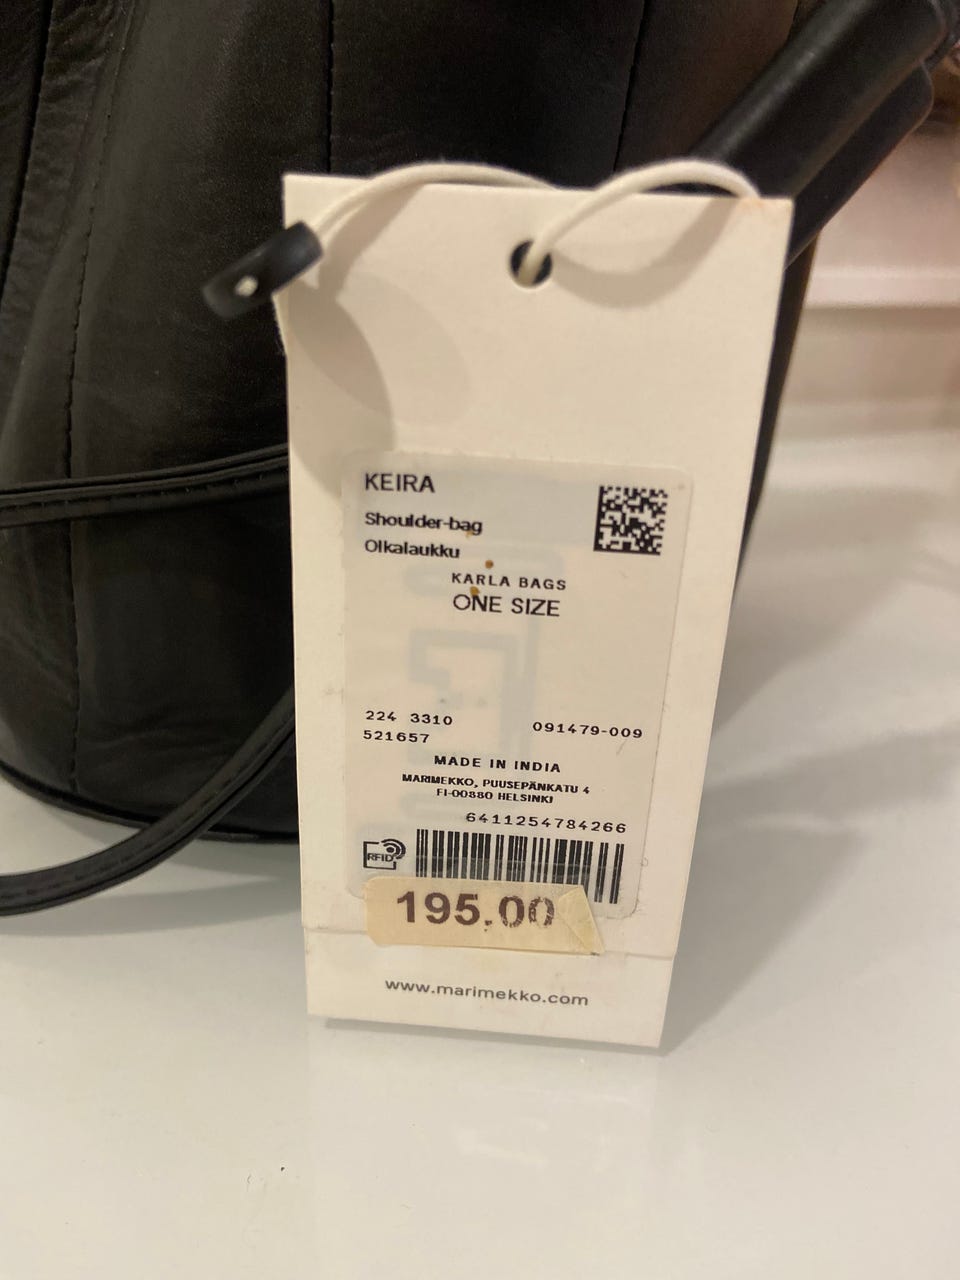 KEIRA
Shoulder-bag
Olkalaukku
KARLA BAGS
ONE SIZE
224 3310
091479-009
521657
MADE IN INDIA
MARIMEKKO, PUUSEPÄNKATU 4
FI-00880 HELSINKI
6411254784266
RFID
195.00
www.marimekko.com